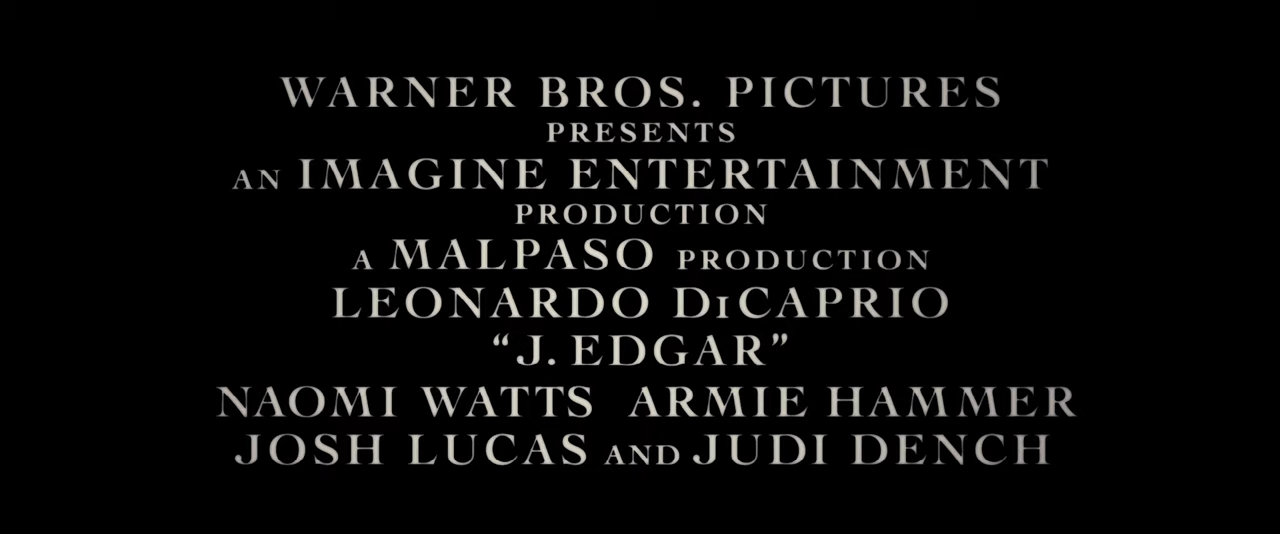 WARNER BROS. PICTURES
PRESENTS
AN IMAGINE ENTERTAINMENT
PRODUCTION
A MALPASO PRODUCTION
LEONARDO DiCAPRIO
“J. EDGAR”
NAOMI WATTS ARMIE HAMMER
JOSH LUCAS AND JUDI DENCH